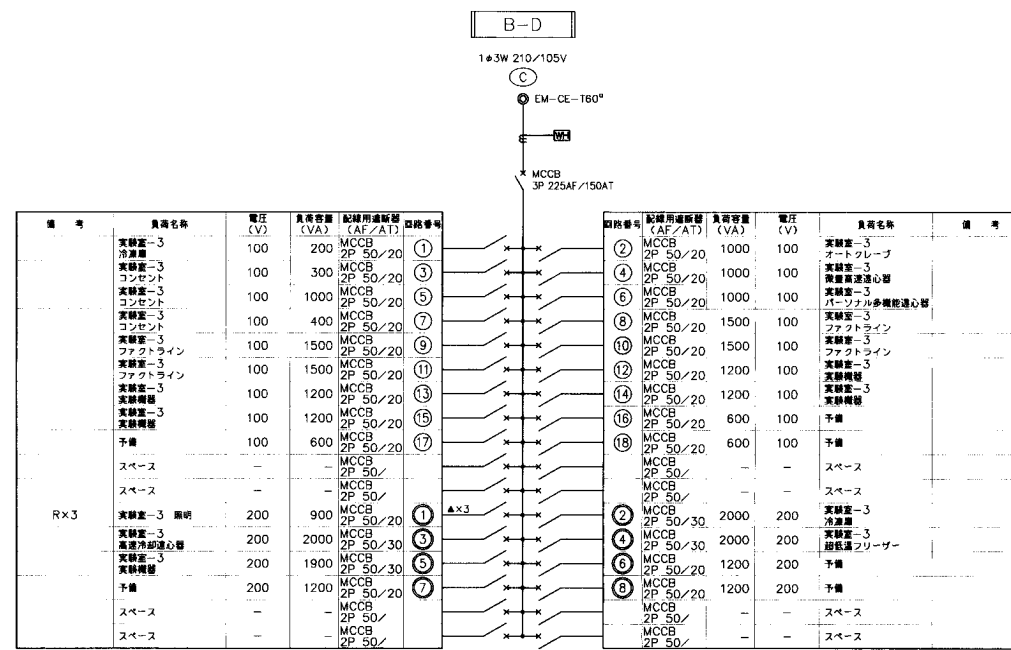 B-D
1φ3W 210/105V
C
EM-CE-T60°
WH
MCCB
3P 225AF/150AT
備 考 負荷名称 電圧(V) 負荷容量(VA) 配線用遮断器(AF/AT) 回路番号
実験室-3 冷凍庫 100 200 MCCB 2P 50/20 ①
実験室-3 コンセント 100 300 MCCB 2P 50/20 ③
実験室-3 コンセント 100 1000 MCCB 2P 50/20 ⑤
実験室-3 コンセント 100 400 MCCB 2P 50/20 ⑦
実験室-3 ファクトライン 100 1500 MCCB 2P 50/20 ⑨
実験室-3 ファクトライン 100 1500 MCCB 2P 50/20 ⑪
実験室-3 実験機器 100 1200 MCCB 2P 50/20 ⑬
実験室-3 実験機器 100 1200 MCCB 2P 50/20 ⑮
予備 100 600 MCCB 2P 50/20 ⑰
スペース - - MCCB 2P 50/
スペース - - MCCB 2P 50/
R×3 実験室-3 照明 200 900 MCCB 2P 50/20 ① ▲×3
実験室-3 高速冷却遠心器 200 2000 MCCB 2P 50/30 ③
実験室-3 実験機器 200 1900 MCCB 2P 50/30 ⑤
予備 200 1200 MCCB 2P 50/20 ⑦
スペース - - MCCB 2P 50/
スペース - - MCCB 2P 50/
回路番号 配線用遮断器(AF/AT) 負荷容量(VA) 電圧(V) 負荷名称 備 考
② MCCB 2P 50/20 1000 100 実験室-3 オートクレーブ
④ MCCB 2P 50/20 1000 100 実験室-3 微量高速遠心器
⑥ MCCB 2P 50/20 1000 100 実験室-3 パーソナル多機能遠心器
⑧ MCCB 2P 50/20 1500 100 実験室-3 ファクトライン
⑩ MCCB 2P 50/20 1500 100 実験室-3 ファクトライン
⑫ MCCB 2P 50/20 1200 100 実験室-3 実験機器
⑭ MCCB 2P 50/20 1200 100 実験室-3 実験機器
⑯ MCCB 2P 50/20 600 100 予備
⑱ MCCB 2P 50/20 600 100 予備
MCCB 2P 50/ - - スペース
MCCB 2P 50/ - - スペース
② MCCB 2P 50/30 2000 200 実験室-3 冷凍庫
④ MCCB 2P 50/30 2000 200 実験室-3 超低温フリーザー
⑥ MCCB 2P 50/20 1200 200 予備
⑧ MCCB 2P 50/20 1200 200 予備
MCCB 2P 50/ - - スペース
MCCB 2P 50/ - - スペース